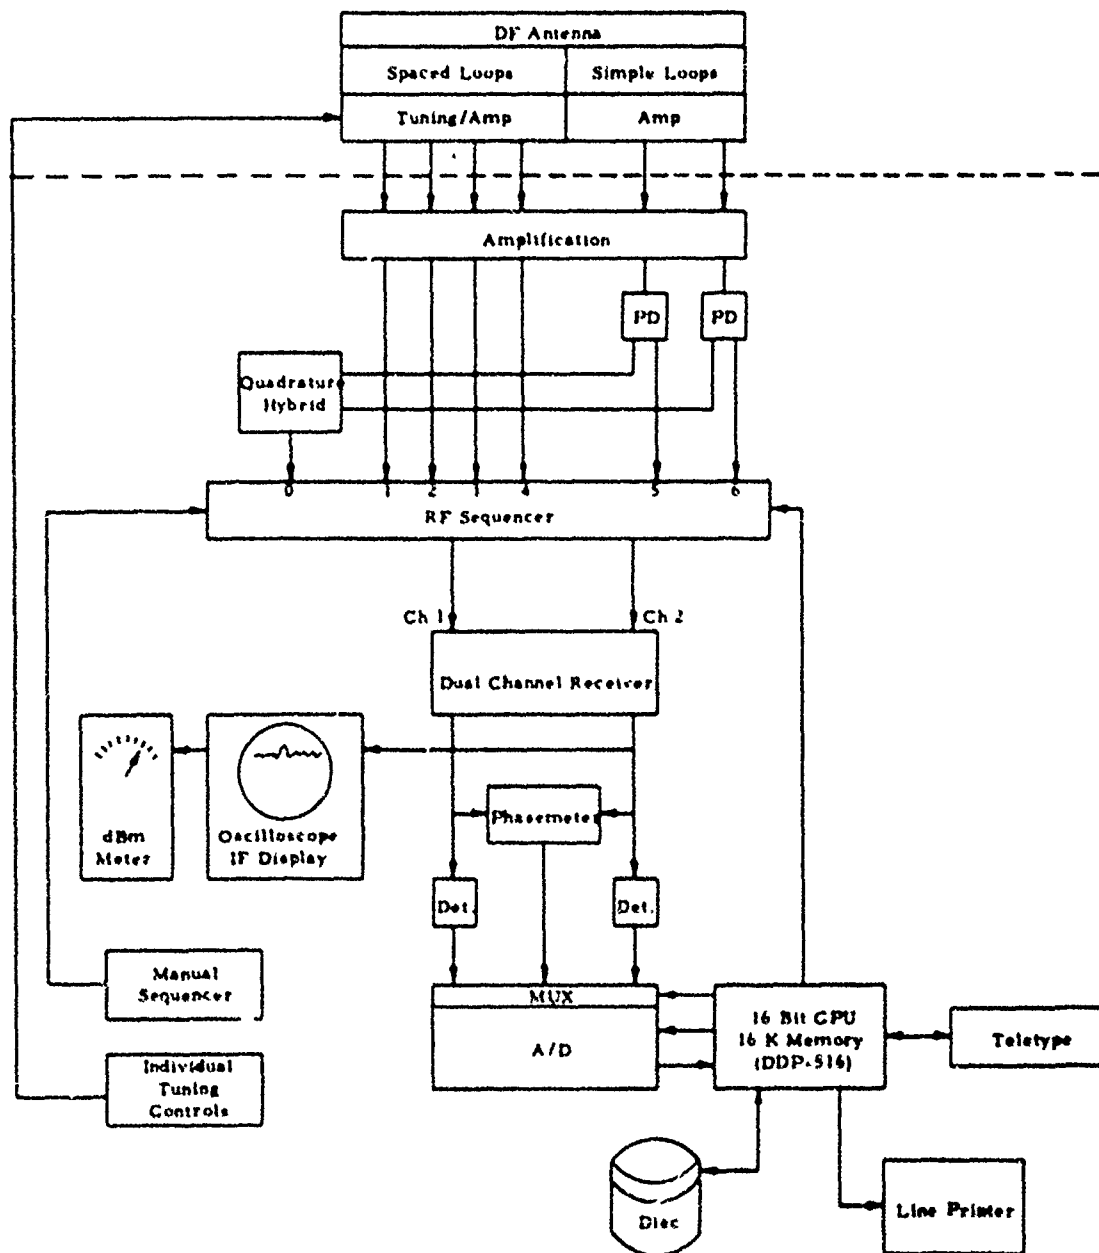 DF Antenna
Spaced Loops
Simple Loops
Tuning/Amp
Amp
Amplification
PD
PD
Quadrature
Hybrid
0
1
2
3
4
5
6
RF Sequencer
Ch 1
Ch 2
Dual Channel Receiver
dBm
Meter
Oscilloscope
IF Display
Phasemeter
Det.
Det.
Manual
Sequencer
MUX
A/D
16 Bit CPU
16 K Memory
(DDP-516)
Teletype
Individual
Tuning
Controls
Disc
Line Printer